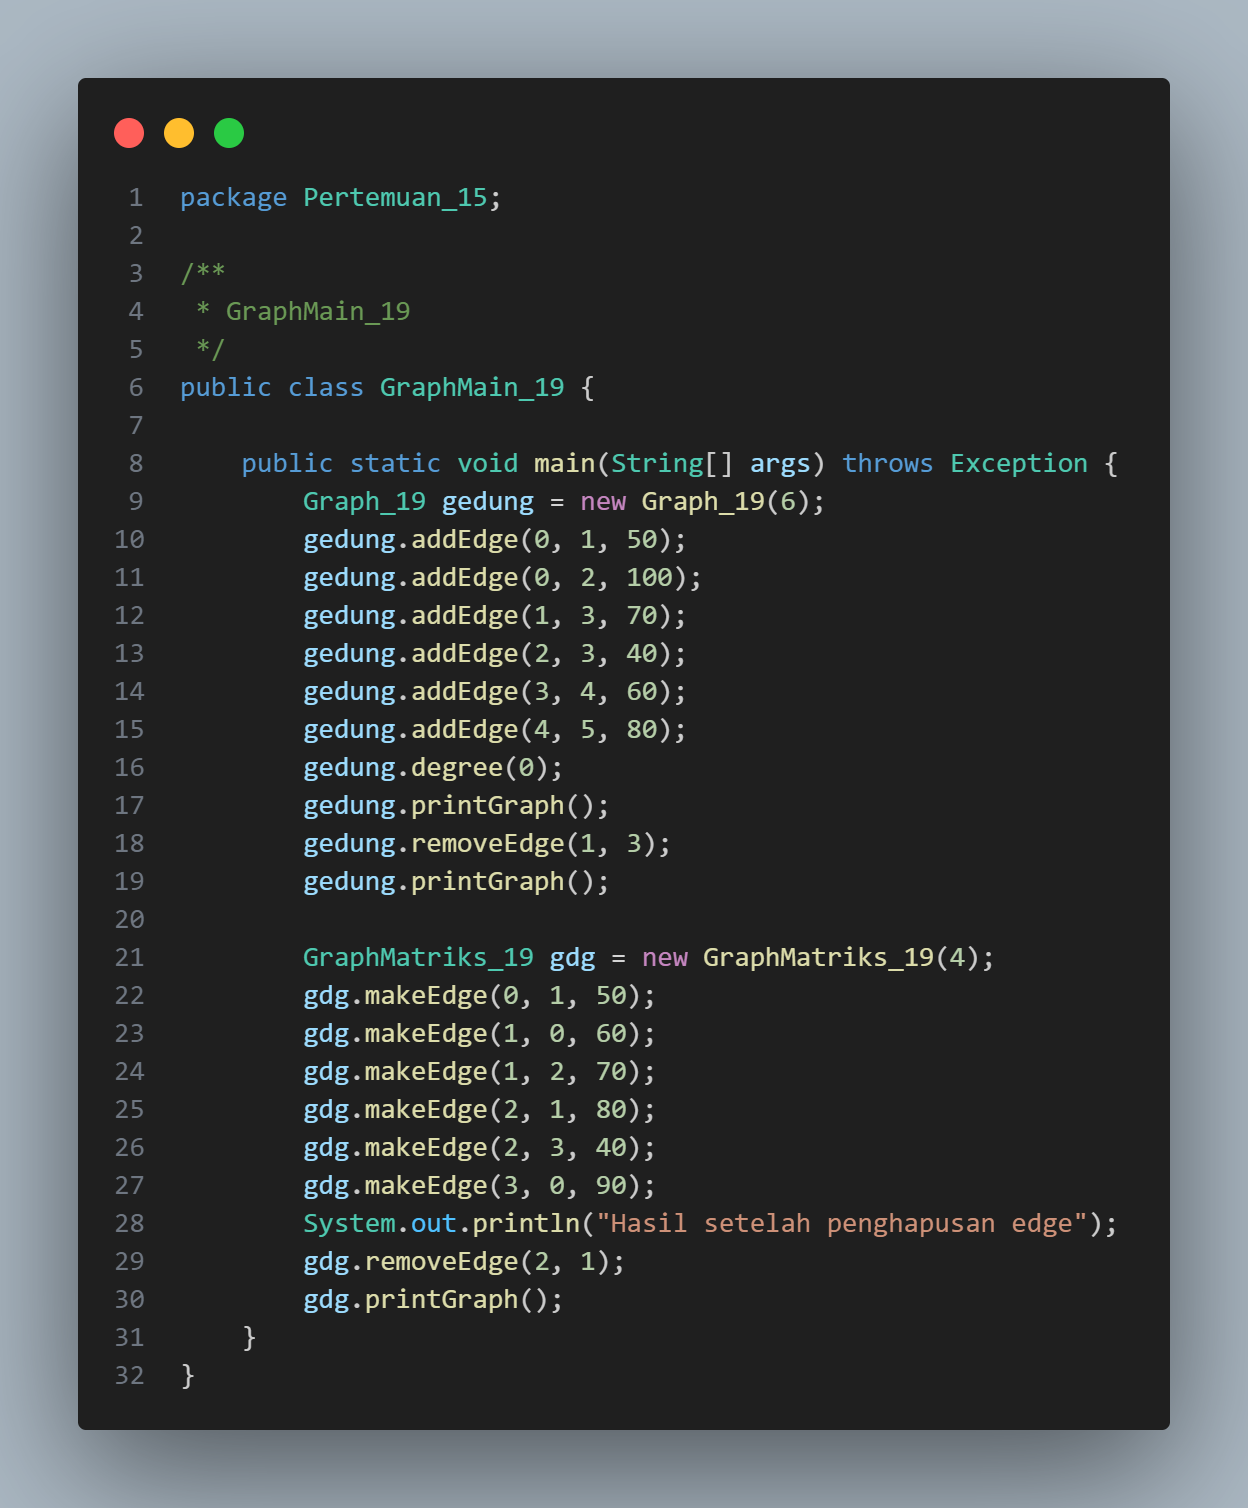 1 package Pertemuan_15;
2
3 /**
4  * GraphMain_19
5  */
6 public class GraphMain_19 {
7
8     public static void main(String[] args) throws Exception {
9         Graph_19 gedung = new Graph_19(6);
10         gedung.addEdge(0, 1, 50);
11         gedung.addEdge(0, 2, 100);
12         gedung.addEdge(1, 3, 70);
13         gedung.addEdge(2, 3, 40);
14         gedung.addEdge(3, 4, 60);
15         gedung.addEdge(4, 5, 80);
16         gedung.degree(0);
17         gedung.printGraph();
18         gedung.removeEdge(1, 3);
19         gedung.printGraph();
20
21         GraphMatriks_19 gdg = new GraphMatriks_19(4);
22         gdg.makeEdge(0, 1, 50);
23         gdg.makeEdge(1, 0, 60);
24         gdg.makeEdge(1, 2, 70);
25         gdg.makeEdge(2, 1, 80);
26         gdg.makeEdge(2, 3, 40);
27         gdg.makeEdge(3, 0, 90);
28         System.out.println("Hasil setelah penghapusan edge");
29         gdg.removeEdge(2, 1);
30         gdg.printGraph();
31     }
32 }